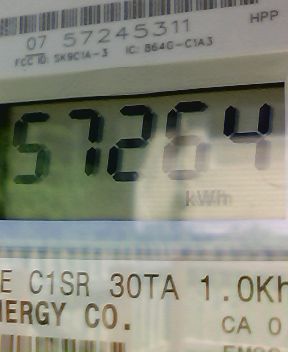 HPP
07 57245311
FCC ID: SK9C1A-3 IC: 864G-C1A3
57264
kWh
E C1SR 30TA 1.0Kh
NERGY CO.
CA 0